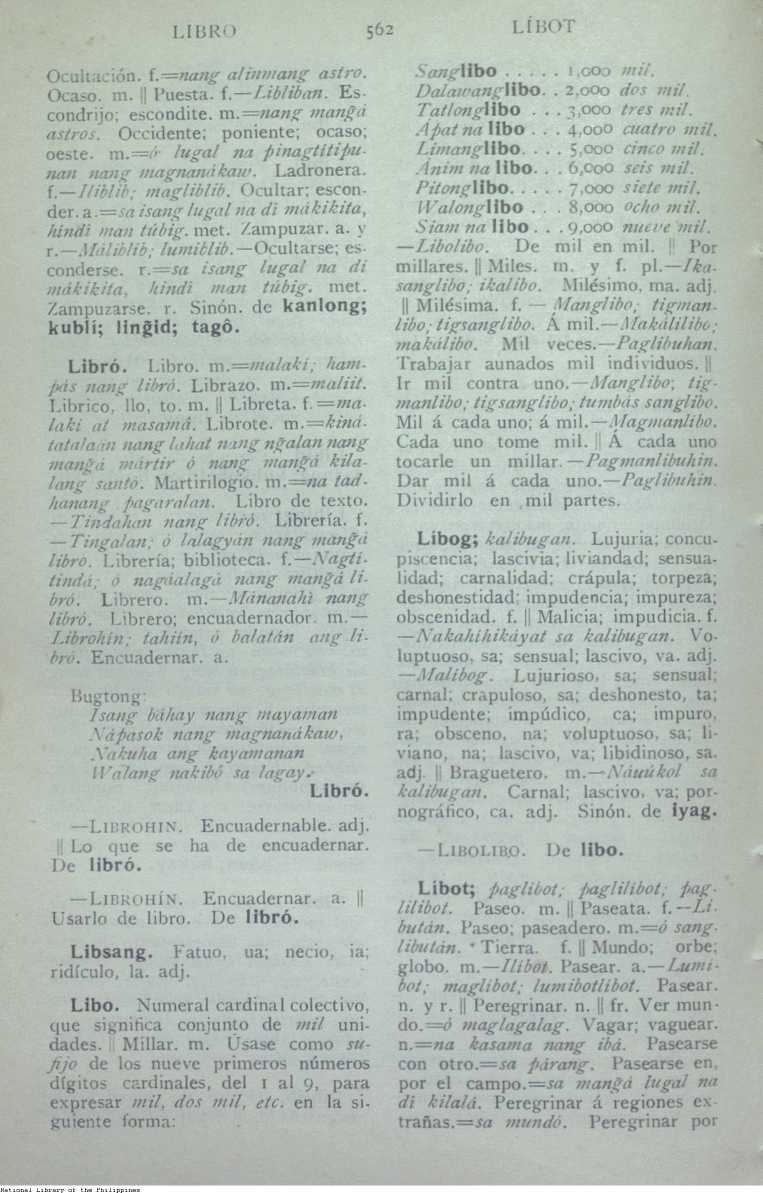 LIBRO 562 LÍBOT
Ocultación. f.=nang alinmang astro.
Ocaso. m. || Puesta. f.—Libliban. Es-
condrijo; escondite. m.=nang mang̃á
astros. Occidente; poniente; ocaso;
oeste. m.=ó lugal na pinagtitipu-
nan nang magnanákaw. Ladronera.
f.—Iliblib; magliblib. Ocultar; escon-
der. a.=sa isang lugal na di mákikita,
hindi man túbig. met. Zampuzar. a. y
r.—Máliblib; lumiblib.—Ocultarse; es-
conderse. r.=sa isang lugal na di
mákikita, hindi man túbig. met.
Zampuzarse. r. Sinón. de kanlong;
kublí; ling̃id; tagô.
Libró. Libro. m.=malaki; ham-
pás nang libró. Librazo. m.=maliit.
Librico, llo, to. m. || Libreta. f.=ma-
laki at masamá. Librote. m.=kiná-
tatalaán nang lahat nang ng̃alan nang
mang̃á mártir ó nang mang̃á kila-
lang santó. Martirilogio. m.=na tad-
hanang pagaralan. Libro de texto.
—Tindahan nang libró. Librería. f.
—Tingalan; ó lalagyán nang mang̃á
libro. Librería; biblioteca. f.—Nagti-
tindá; ó nagáalagá nang mang̃á li-
bró. Librero. m.—Mánanahì nang
libró. Librero; encuadernador. m.—
Librohín; tahiín, ó balatán ang li-
bró. Encuadernar. a.
Bugtong:
Isang báhay nang mayaman
Nápasok nang magnanákaw,
Nakuha ang kayamanan
Walang nakibó sa lagay.
Libró.
—LIBROHIN. Encuadernable. adj.
|| Lo que se ha de encuadernar.
De libró.
—LIBROHÍN. Encuadernar. a. ||
Usarlo de libro. De libró.
Libsang. Fatuo, ua; necio, ia;
ridículo, la. adj.
Libo. Numeral cardinal colectivo,
que significa conjunto de mil uni-
dades. || Millar. m. Úsase como su-
fijo de los nueve primeros números
dígitos cardinales, del 1 al 9, para
expresar mil, dos mil, etc. en la si-
guiente forma:
Sanglibo . . . . . 1,000 mil.
Dalawanglibo. . 2,000 dos mil.
Tatlonglibo . . . 3,000 tres mil.
Ápat na libo . . . 4,000 cuatro mil.
Limanglibo. . . . 5,000 cinco mil.
Ánim na libo. . . 6,000 seis mil.
Pitonglibo. . . . . 7,000 siete mil.
Walonglibo . . . 8,000 ocho mil.
Siam na libo . . . 9,000 nueve mil.
—Libolibo. De mil en mil. || Por
millares. || Miles. m. y f. pl.—Ika-
sanglibo; ikalibo. Milésimo, ma. adj.
|| Milésima. f. — Manglibo; tigman-
libo; tigsanglibo. Á mil.—Makálilibo;
makálibo. Mil veces.—Paglibuhan.
Trabajar aunados mil individuos. ||
Ir mil contra uno.—Manglibo; tig-
manlibo; tigsanglibo; tumbás sanglibo.
Mil á cada uno; á mil.—Magmanlibo.
Cada uno tome mil. || Á cada uno
tocarle un millar.—Pagmanlibuhin.
Dar mil á cada uno.—Paglibuhin.
Dividirlo en mil partes.
Libog; kalibugan. Lujuria; concu-
piscencia; lascivia; liviandad; sensua-
lidad; carnalidad; crápula; torpeza;
deshonestidad; impudencia; impureza;
obscenidad. f. || Malicia; impudicia. f.
—Nakahihikáyat sa kalibugan. Vo-
luptuoso, sa; sensual; lascivo, va. adj.
—Malibog. Lujurioso, sa; sensual;
carnal; crapuloso, sa; deshonesto, ta;
impudente; impúdico, ca; impuro,
ra; obsceno, na; voluptuoso, sa; li-
viano, na; lascivo, va; libidinoso, sa.
adj. || Braguetero. m.—Náuúkol sa
kalibugan. Carnal; lascivo, va; por-
nográfico, ca. adj. Sinón. de iyag.
—LIBOLIBO. De libo.
Líbot; paglibot; paglilibot; pag-
lilibot. Paseo. m. || Paseata. f.—Li-
bután. Paseo; paseadero. m.=ó sang-
libután. Tierra. f. || Mundo; orbe;
globo. m.—Ilibot. Pasear. a.—Lumi-
bot; maglibot; lumibotlibot. Pasear.
n. y r. || Peregrinar. n. || fr. Ver mun-
do.=ó maglagalag. Vagar; vaguear.
n.=na kasama nang ibá. Pasearse
con otro.=sa párang. Pasearse en,
por el campo.=sa mang̃á lugal na
di kilalá. Peregrinar á regiones ex-
trañas.=sa mundó. Peregrinar por
National Library of the Philippines